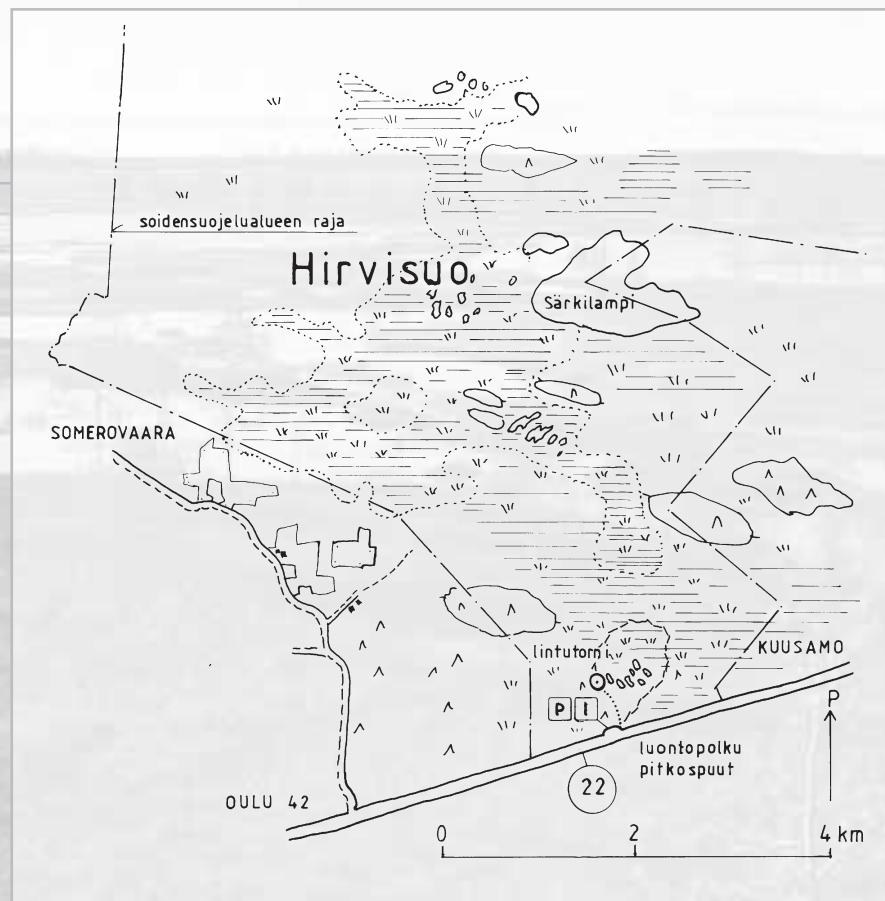 soidensuojelualueen raja
Hirvisuo
Särkilampi
SOMEROVAARA
lintutorni
KUUSAMO
P I
P
luontopolku
pitkospuut
22
OULU 42
0 2 4 km